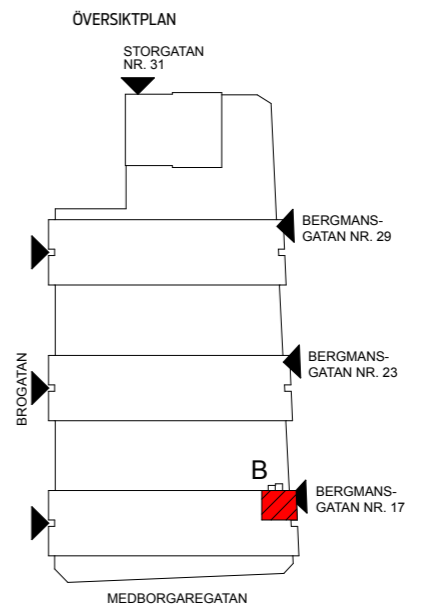 ÖVERSIKTPLAN
STORGATAN
NR. 31
BERGMANS-
GATAN NR. 29
BERGMANS-
GATAN NR. 23
BROGATAN
B
BERGMANS-
GATAN NR. 17
MEDBORGAREGATAN